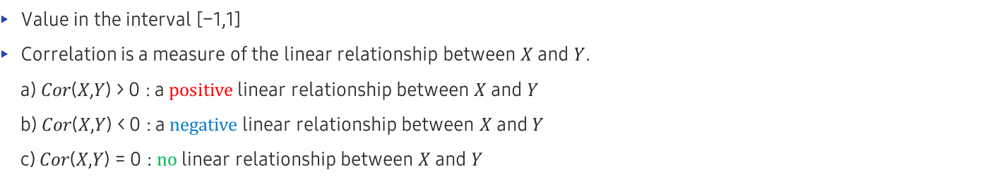 ▸ Value in the interval [−1,1]
▸ Correlation is a measure of the linear relationship between X and Y.
a) Cor(X,Y) > 0 : a positive linear relationship between X and Y
b) Cor(X,Y) < 0 : a negative linear relationship between X and Y
c) Cor(X,Y) = 0 : no linear relationship between X and Y